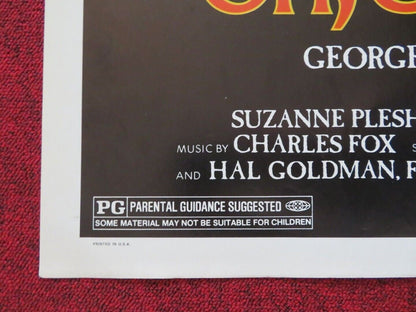 GEORGE
SUZANNE PLESH
MUSIC BY CHARLES FOX S
AND HAL GOLDMAN, F
PG PARENTAL GUIDANCE SUGGESTED
SOME MATERIAL MAY NOT BE SUITABLE FOR CHILDREN
PRINTED IN U.S.A.